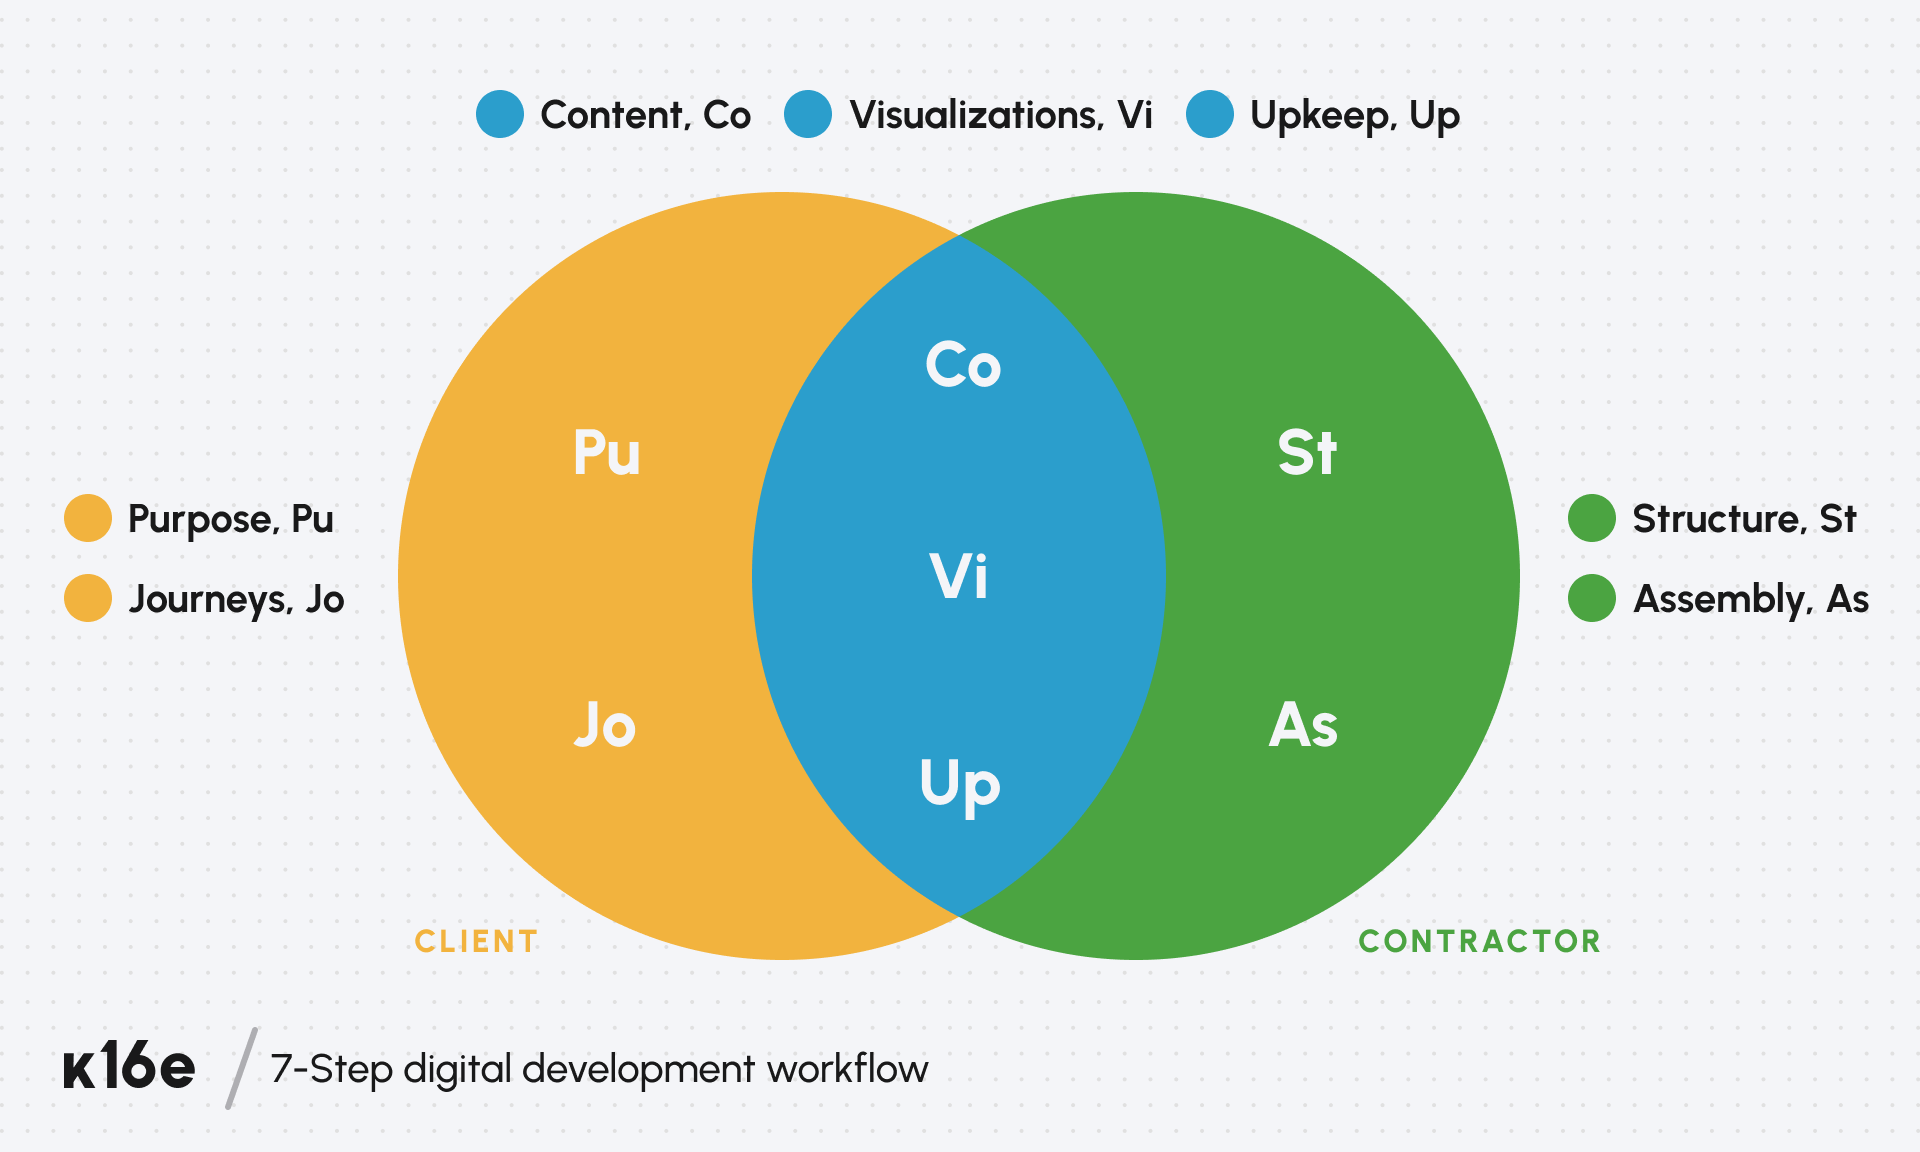 Content, Co Visualizations, Vi Upkeep, Up
Co
Pu
St
Purpose, Pu
Structure, St
Vi
Journeys, Jo
Assembly, As
Jo
As
Up
CLIENT
CONTRACTOR
K16e / 7-Step digital development workflow